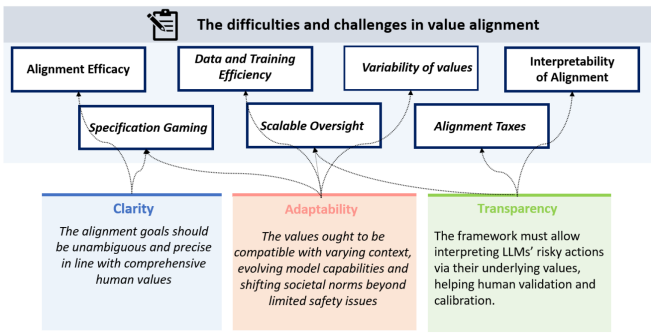 The difficulties and challenges in value alignment
Alignment Efficacy
Data and Training
Efficiency
Variability of values
Interpretability
of Alignment
Specification Gaming
Scalable Oversight
Alignment Taxes
Clarity
The alignment goals should
be unambiguous and precise
in line with comprehensive
human values
Adaptability
The values ought to be
compatible with varying context,
evolving model capabilities and
shifting societal norms beyond
limited safety issues
Transparency
The framework must allow
interpreting LLMs' risky actions
via their underlying values,
helping human validation and
calibration.